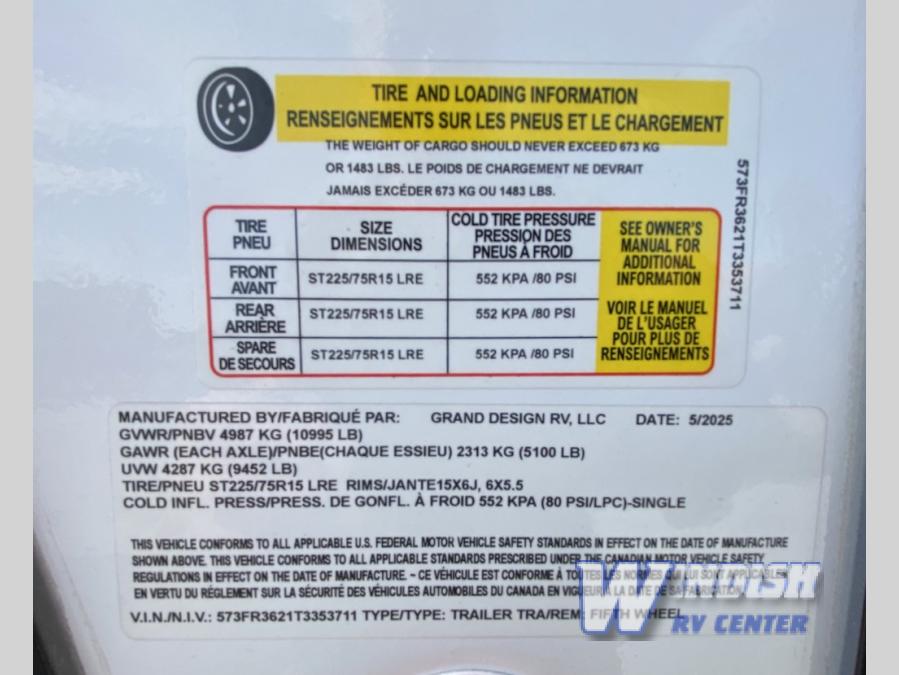 TIRE AND LOADING INFORMATION
RENSEIGNEMENTS SUR LES PNEUS ET LE CHARGEMENT
THE WEIGHT OF CARGO SHOULD NEVER EXCEED 673 KG
OR 1483 LBS. LE POIDS DE CHARGEMENT NE DEVRAIT
JAMAIS EXCÉDER 673 KG OU 1483 LBS.
573FR3621T3353711
TIRE
PNEU
SIZE
DIMENSIONS
COLD TIRE PRESSURE
PRESSION DES
PNEUS À FROID
FRONT
AVANT
ST225/75R15 LRE
552 KPA /80 PSI
REAR
ARRIÈRE
ST225/75R15 LRE
552 KPA /80 PSI
SPARE
DE SECOURS
ST225/75R15 LRE
552 KPA /80 PSI
SEE OWNER'S
MANUAL FOR
ADDITIONAL
INFORMATION
VOIR LE MANUEL
DE L'USAGER
POUR PLUS DE
RENSEIGNEMENTS
MANUFACTURED BY/FABRIQUÉ PAR: GRAND DESIGN RV, LLC DATE: 5/2025
GVWR/PNBV 4987 KG (10995 LB)
GAWR (EACH AXLE)/PNBE(CHAQUE ESSIEU) 2313 KG (5100 LB)
UVW 4287 KG (9452 LB)
TIRE/PNEU ST225/75R15 LRE RIMS/JANTE15X6J, 6X5.5
COLD INFL. PRESS/PRESS. DE GONFL. À FROID 552 KPA (80 PSI/LPC)-SINGLE
THIS VEHICLE CONFORMS TO ALL APPLICABLE U.S. FEDERAL MOTOR VEHICLE SAFETY STANDARDS IN EFFECT ON THE DATE OF MANUFACTURE
SHOWN ABOVE. THIS VEHICLE CONFORMS TO ALL APPLICABLE STANDARDS PRESCRIBED UNDER THE CANADIAN MOTOR VEHICLE SAFETY
REGULATIONS IN EFFECT ON THE DATE OF MANUFACTURE. ~ CE VÉHICULE EST CONFORME À TOUTES LES NORMES QUI LUI SONT APPLICABLES
EN VERTU DU RÈGLEMENT SUR LA SÉCURITÉ DES VÉHICULES AUTOMOBILES DU CANADA EN VIGUEUR À LA DATE DE SA FABRICATION.
V.I.N./N.I.V.: 573FR3621T3353711 TYPE/TYPE: TRAILER TRA/REM: FIFTH WHEEL
WINDISH
RV CENTER